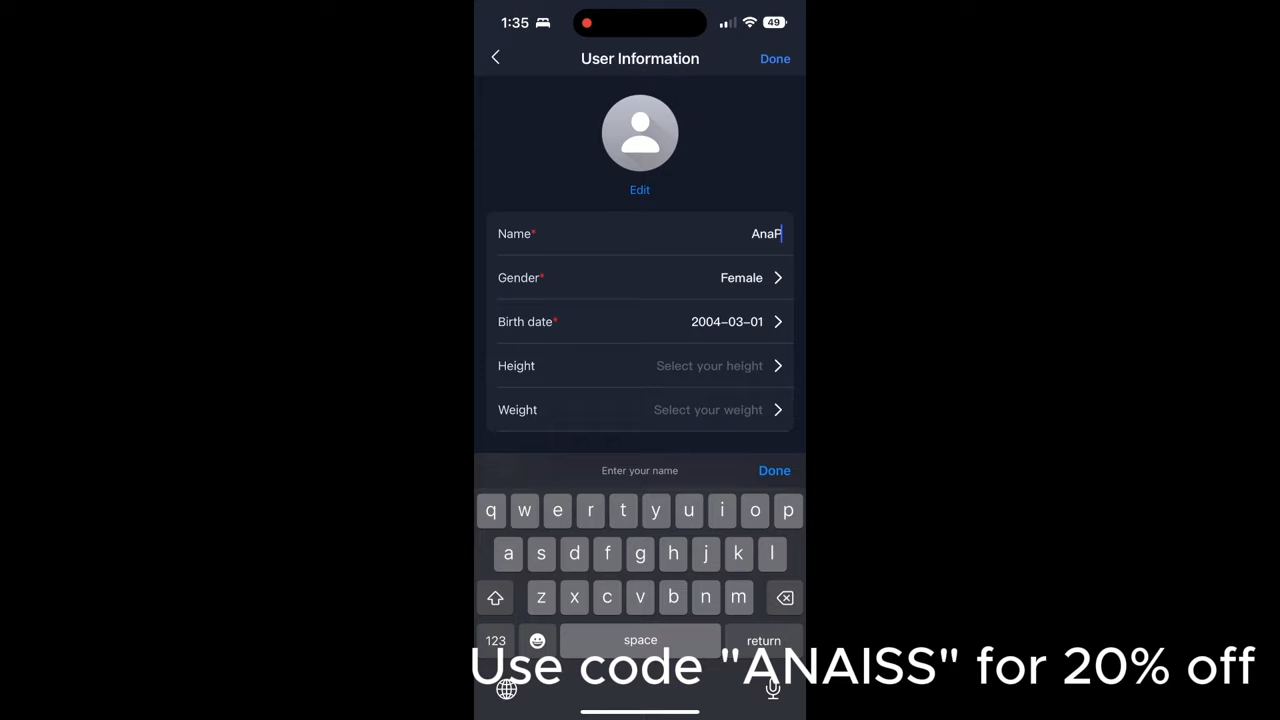 1:35
49
User Information
Done
Edit
Name* AnaP
Gender* Female
Birth date* 2004-03-01
Height Select your height
Weight Select your weight
Enter your name Done
q w e r t y u i o p
a s d f g h j k l
z x c v b n m
123 space return
Use code "ANAISS" for 20% off